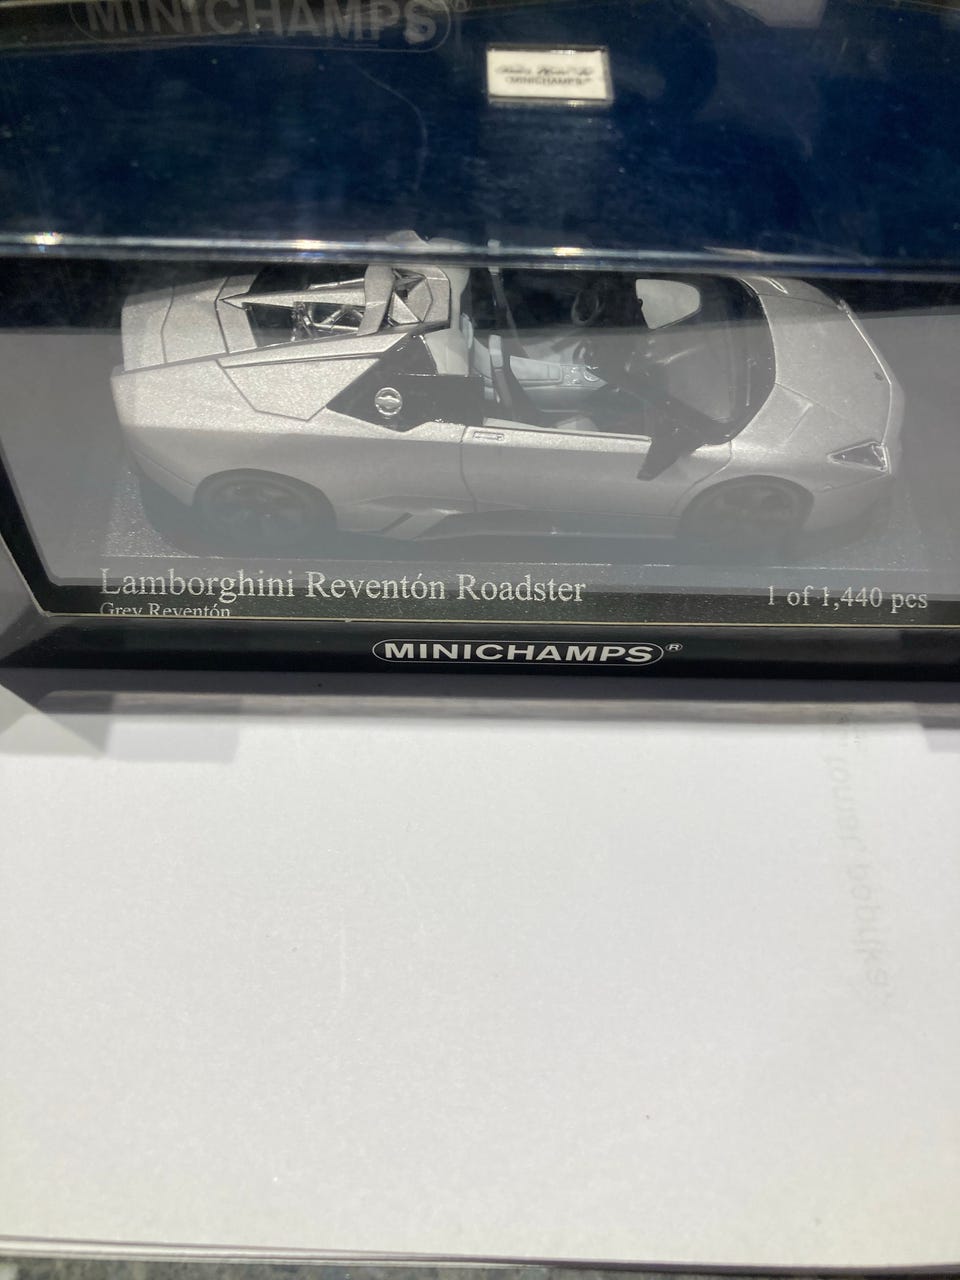 MINICHAMPS®
MINICHAMPS
Lamborghini Reventón Roadster
1 of 1,440 pcs
Grey Reventón
MINICHAMPS®